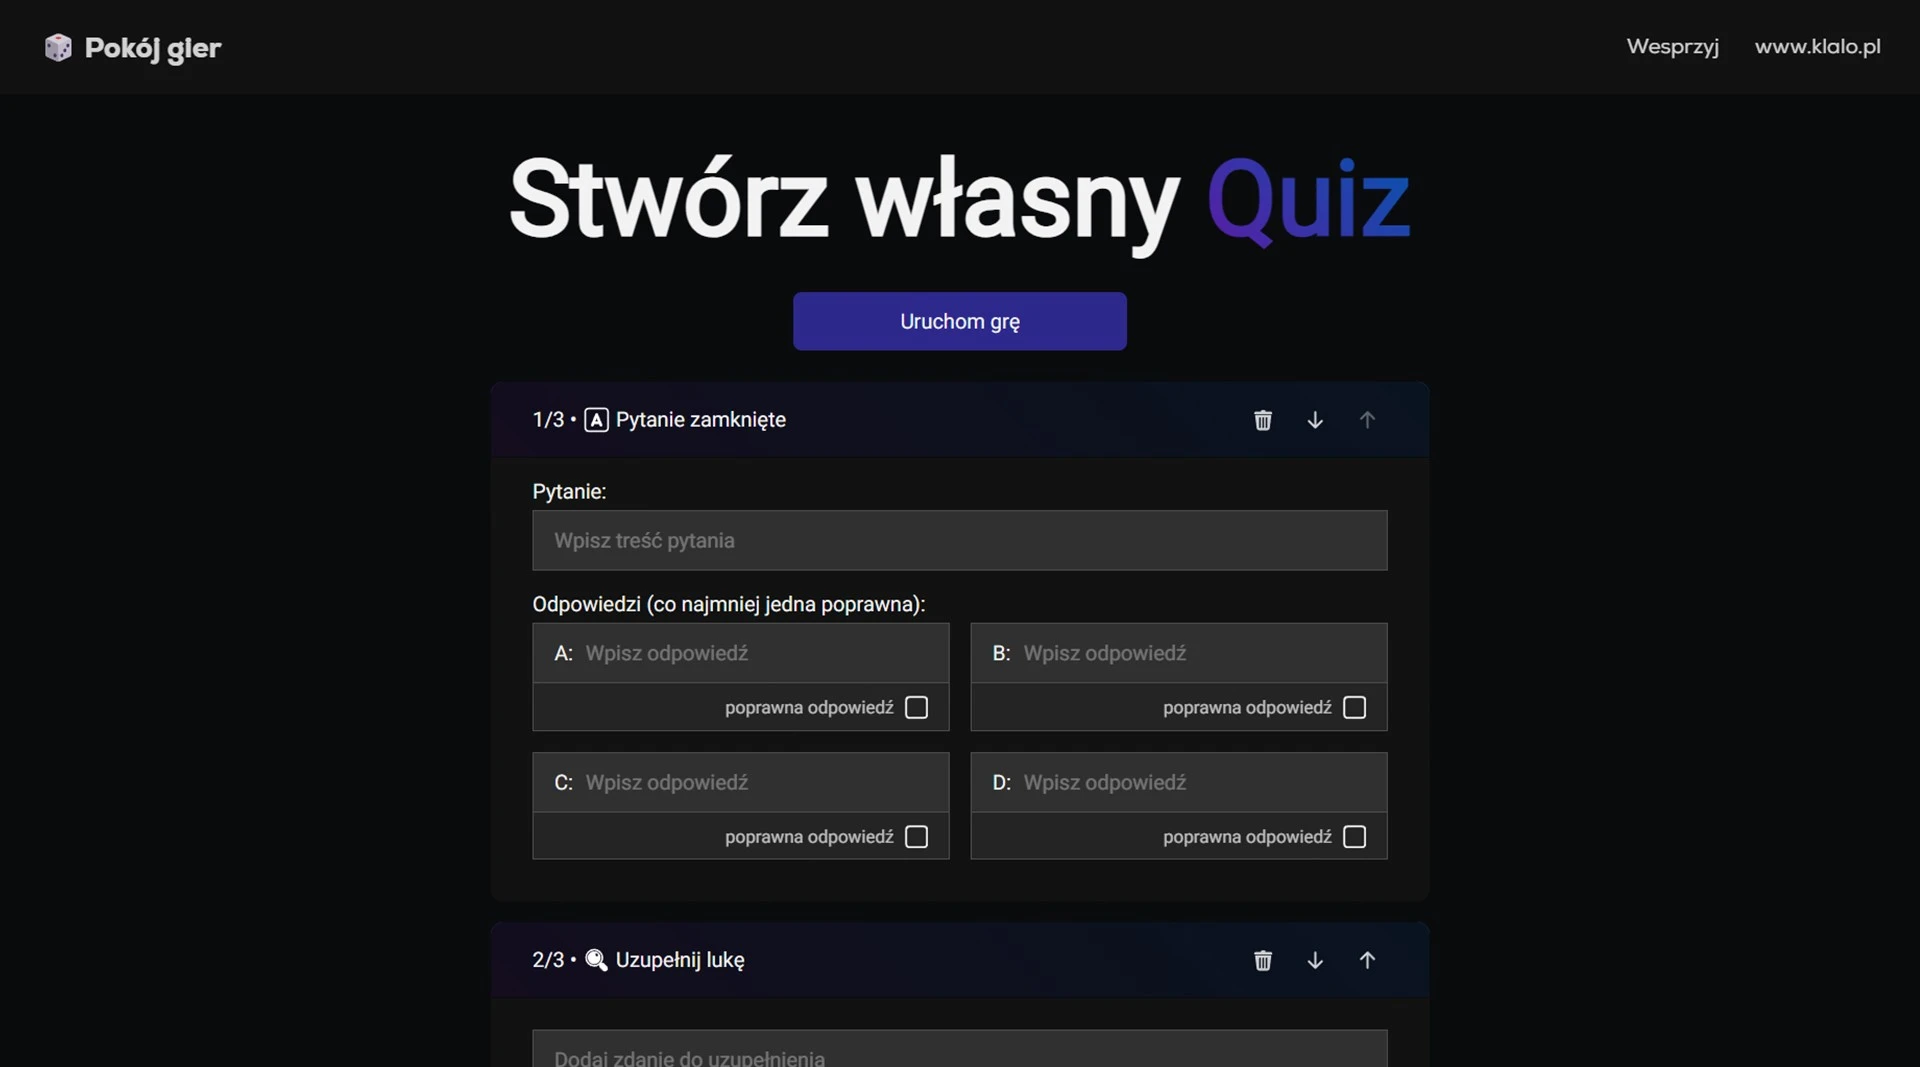 Pokój gier
Wesprzyj
www.klalo.pl
Stwórz własny Quiz
Uruchom grę
1/3 • A Pytanie zamknięte
Pytanie:
Wpisz treść pytania
Odpowiedzi (co najmniej jedna poprawna):
A: Wpisz odpowiedź
B: Wpisz odpowiedź
poprawna odpowiedź
poprawna odpowiedź
C: Wpisz odpowiedź
D: Wpisz odpowiedź
poprawna odpowiedź
poprawna odpowiedź
2/3 • Uzupełnij lukę
Dodaj zdanie do uzupełnienia